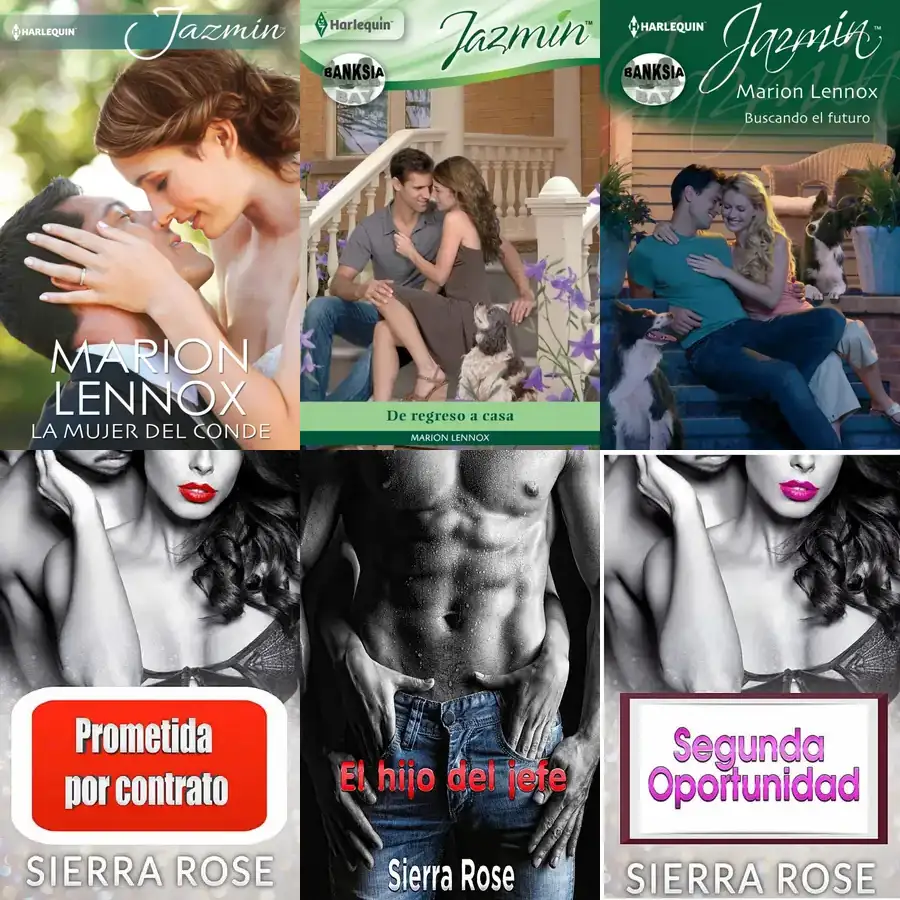 HARLEQUIN
Jazmín
MARION
LENNOX
LA MUJER DEL CONDE
Harlequin
Jazmín™
BANKSIA
BAY
De regreso a casa
MARION LENNOX
HARLEQUIN
Jazmín™
BANKSIA
BAY
Marion Lennox
Buscando el futuro
Prometida
por contrato
SIERRA ROSE
El hijo del jefe
Sierra Rose
Segunda
Oportunidad
SIERRA ROSE